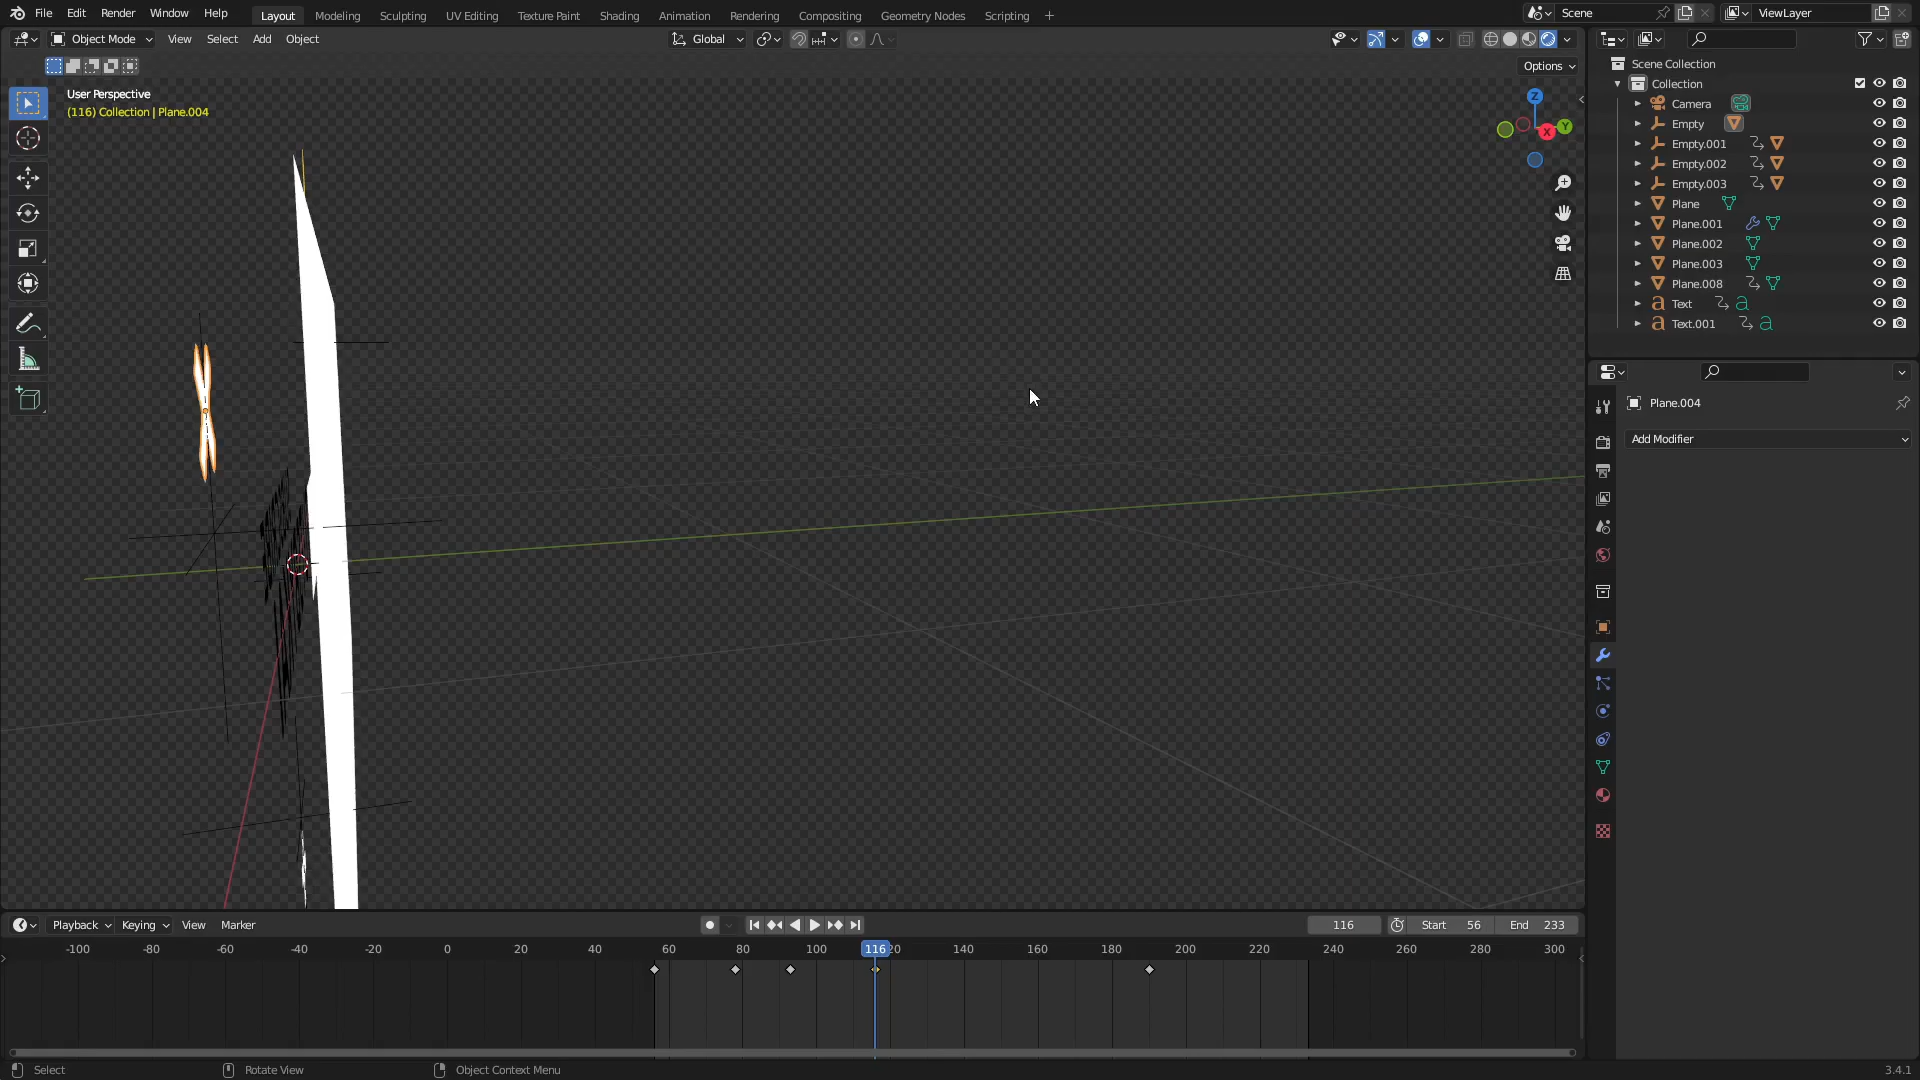 File Edit Render Window Help
Layout Modeling Sculpting UV Editing Texture Paint Shading Animation Rendering Compositing Geometry Nodes Scripting +
Scene
ViewLayer
Object Mode View Select Add Object
Global
Options
User Perspective
(116) Collection | Plane.004
Z
Y
X
Scene Collection
Collection
Camera
Empty
Empty.001
Empty.002
Empty.003
Plane
Plane.001
Plane.002
Plane.003
Plane.008
Text
Text.001
Plane.004
Add Modifier
Playback Keying View Marker
116 Start 56 End 233
-100 -80 -60 -40 -20 0 20 40 60 80 100 116 20 140 160 180 200 220 240 260 280 300
Select Rotate View Object Context Menu
3.4.1